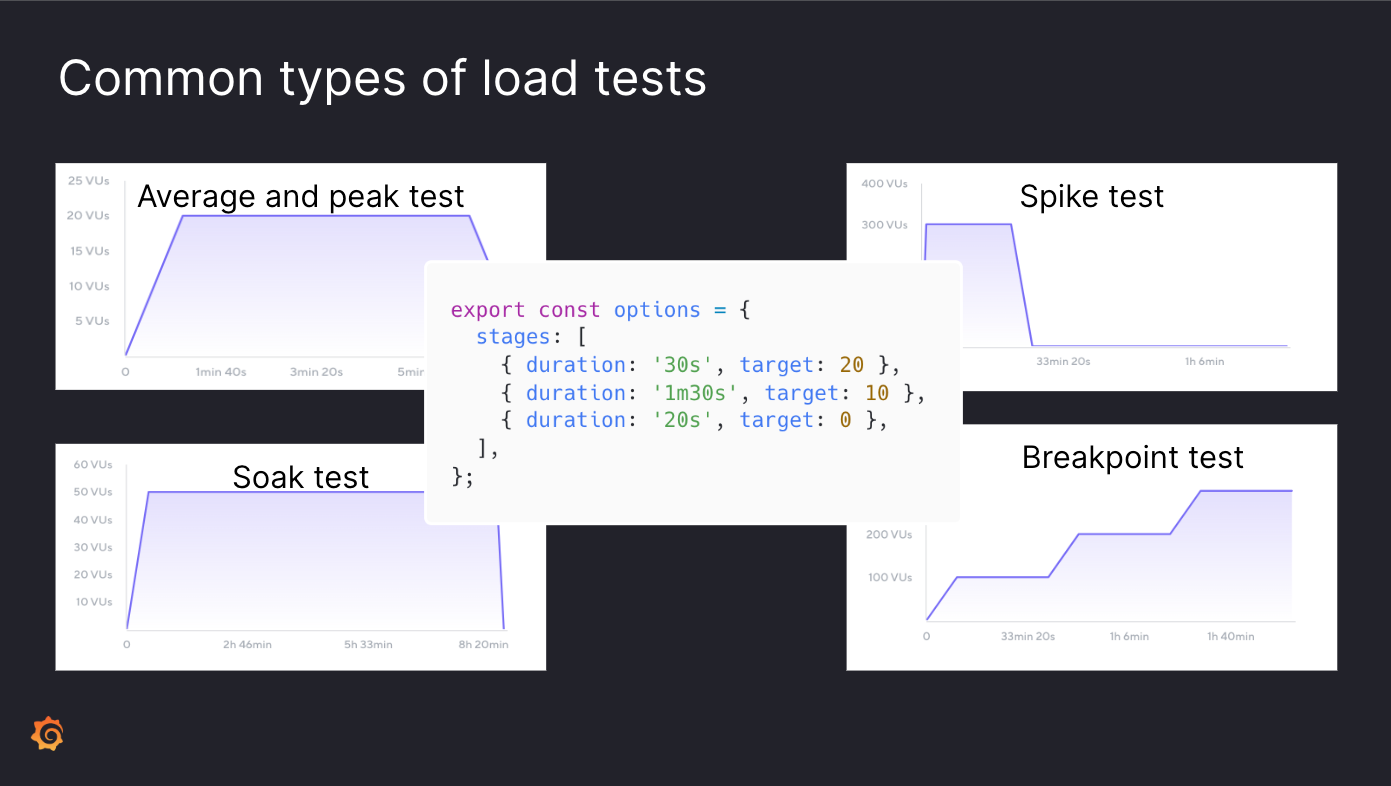 Common types of load tests
Average and peak test
25 VUs
20 VUs
15 VUs
10 VUs
5 VUs
0 1min 40s 3min 20s 5min
Spike test
400 VUs
300 VUs
33min 20s 1h 6min
export const options = {
  stages: [
    { duration: '30s', target: 20 },
    { duration: '1m30s', target: 10 },
    { duration: '20s', target: 0 },
  ],
};
Soak test
60 VUs
50 VUs
40 VUs
30 VUs
20 VUs
10 VUs
0 2h 46min 5h 33min 8h 20min
Breakpoint test
200 VUs
100 VUs
0 33min 20s 1h 6min 1h 40min